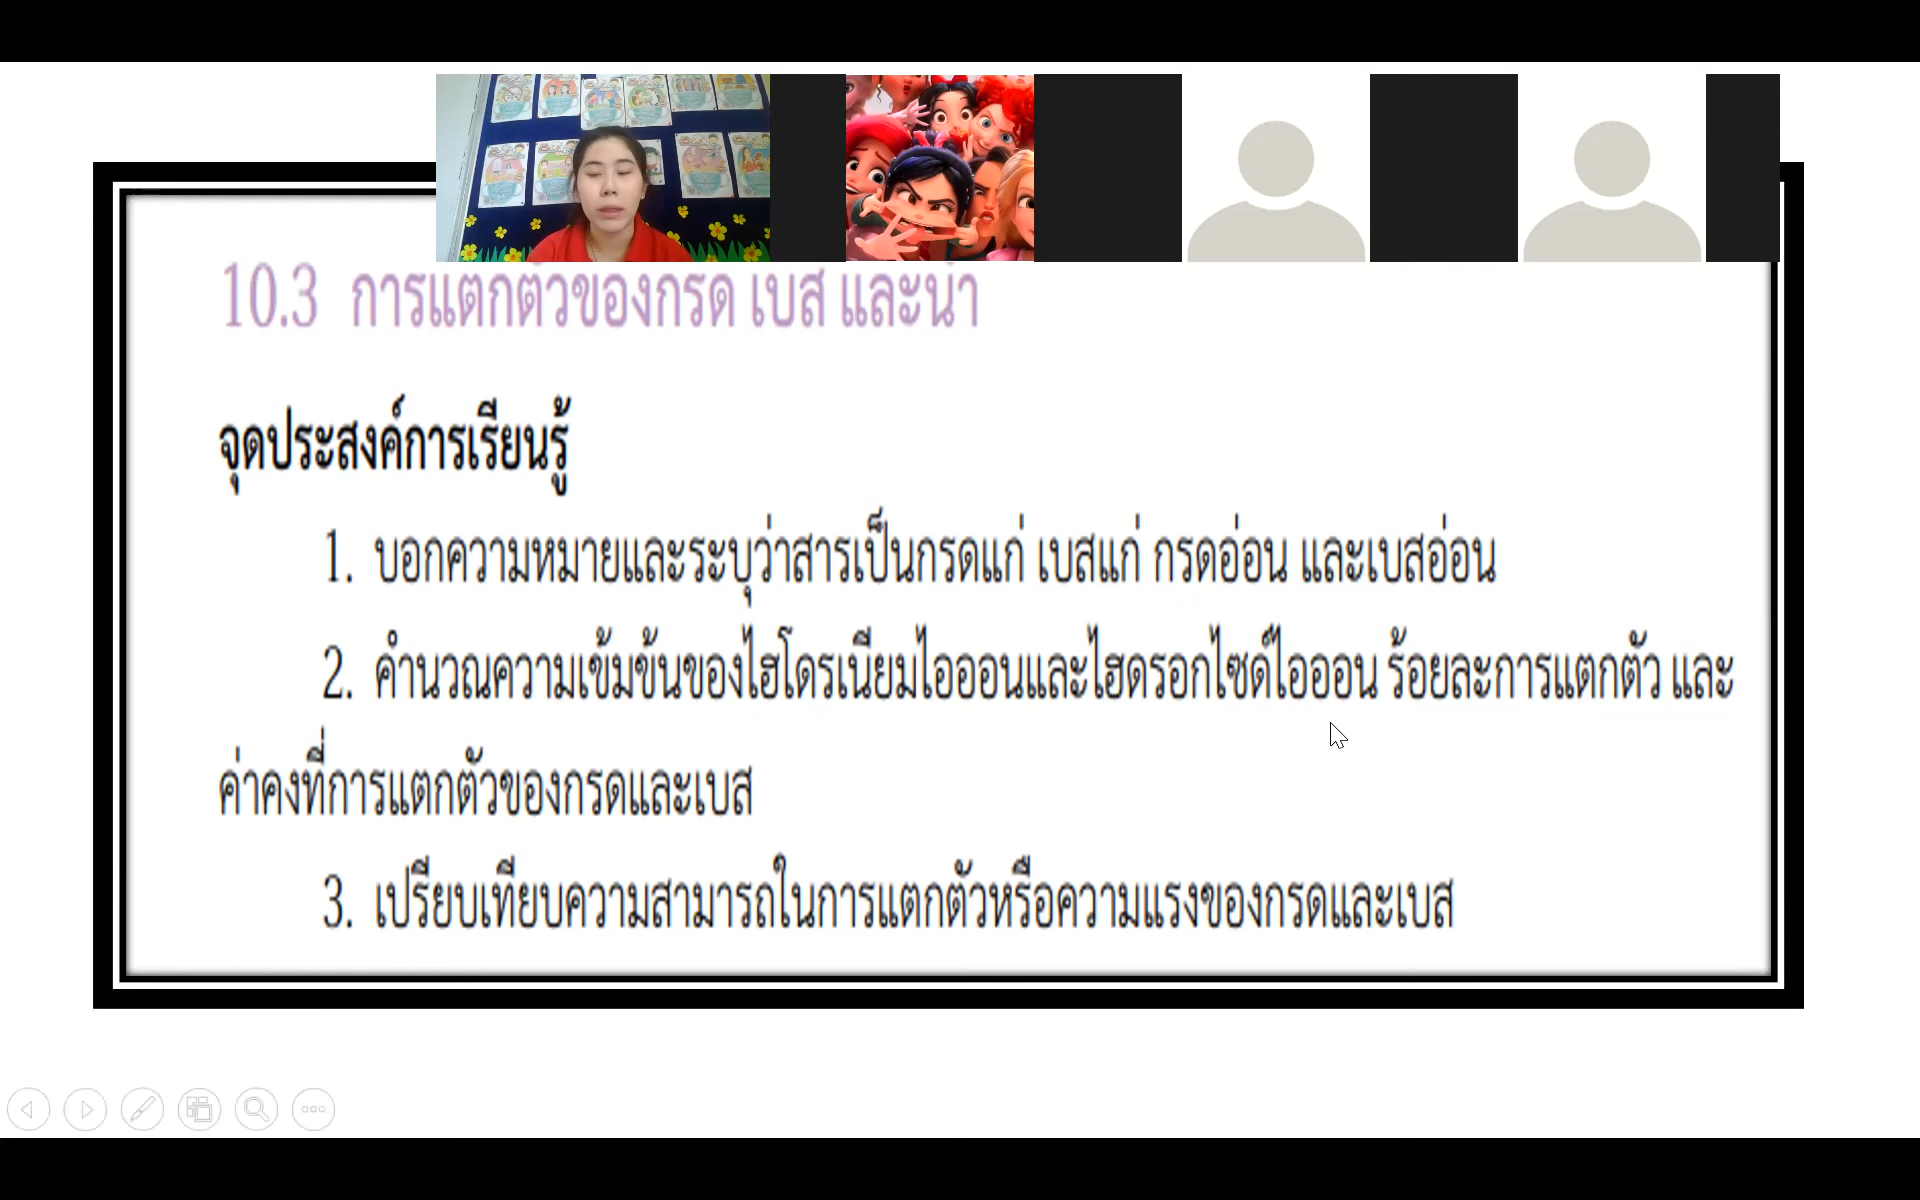 10.3 การแตกตัวของกรด เบส และน้ำ
จุดประสงค์การเรียนรู้
1. บอกความหมายและระบุว่าสารเป็นกรดแก่ เบสแก่ กรดอ่อน และเบสอ่อน
2. คำนวณความเข้มข้นของไฮโดรเนียมไอออนและไฮดรอกไซด์ไอออน ร้อยละการแตกตัว และ
ค่าคงที่การแตกตัวของกรดและเบส
3. เปรียบเทียบความสามารถในการแตกตัวหรือความแรงของกรดและเบส